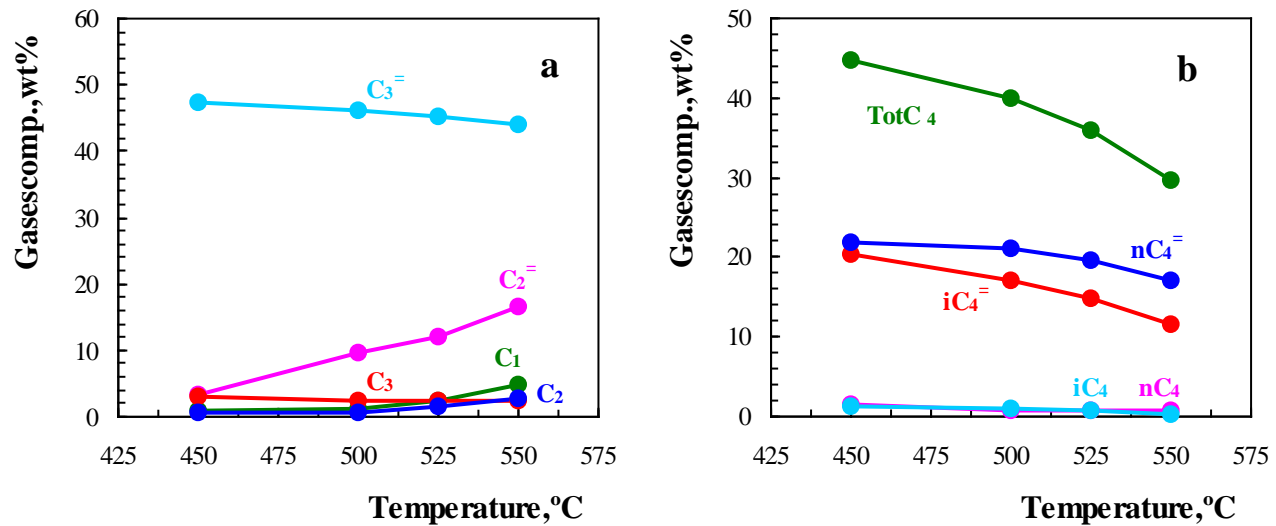 a
Gasescomp.,wt%
60
50
40
30
20
10
0
C₃⁼
C₂⁼
C₁
C₃
C₂
425 450 475 500 525 550 575
Temperature,ºC
b
Gasescomp.,wt%
50
40
30
20
10
0
TotC ₄
nC₄⁼
iC₄⁼
iC₄ nC₄
425 450 475 500 525 550 575
Temperature,ºC